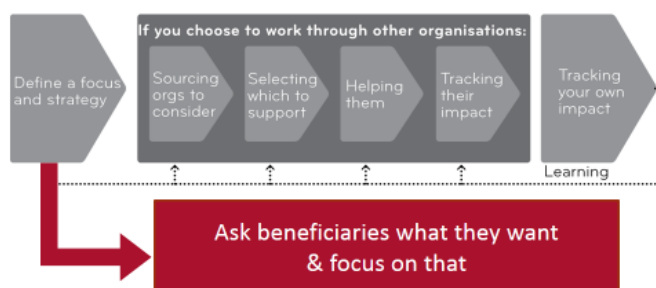 If you choose to work through other organisations:
Define a focus
and strategy
Sourcing
orgs to
consider
Selecting
which to
support
Helping
them
Tracking
their
impact
Tracking
your own
impact
Learning
Ask beneficiaries what they want
& focus on that